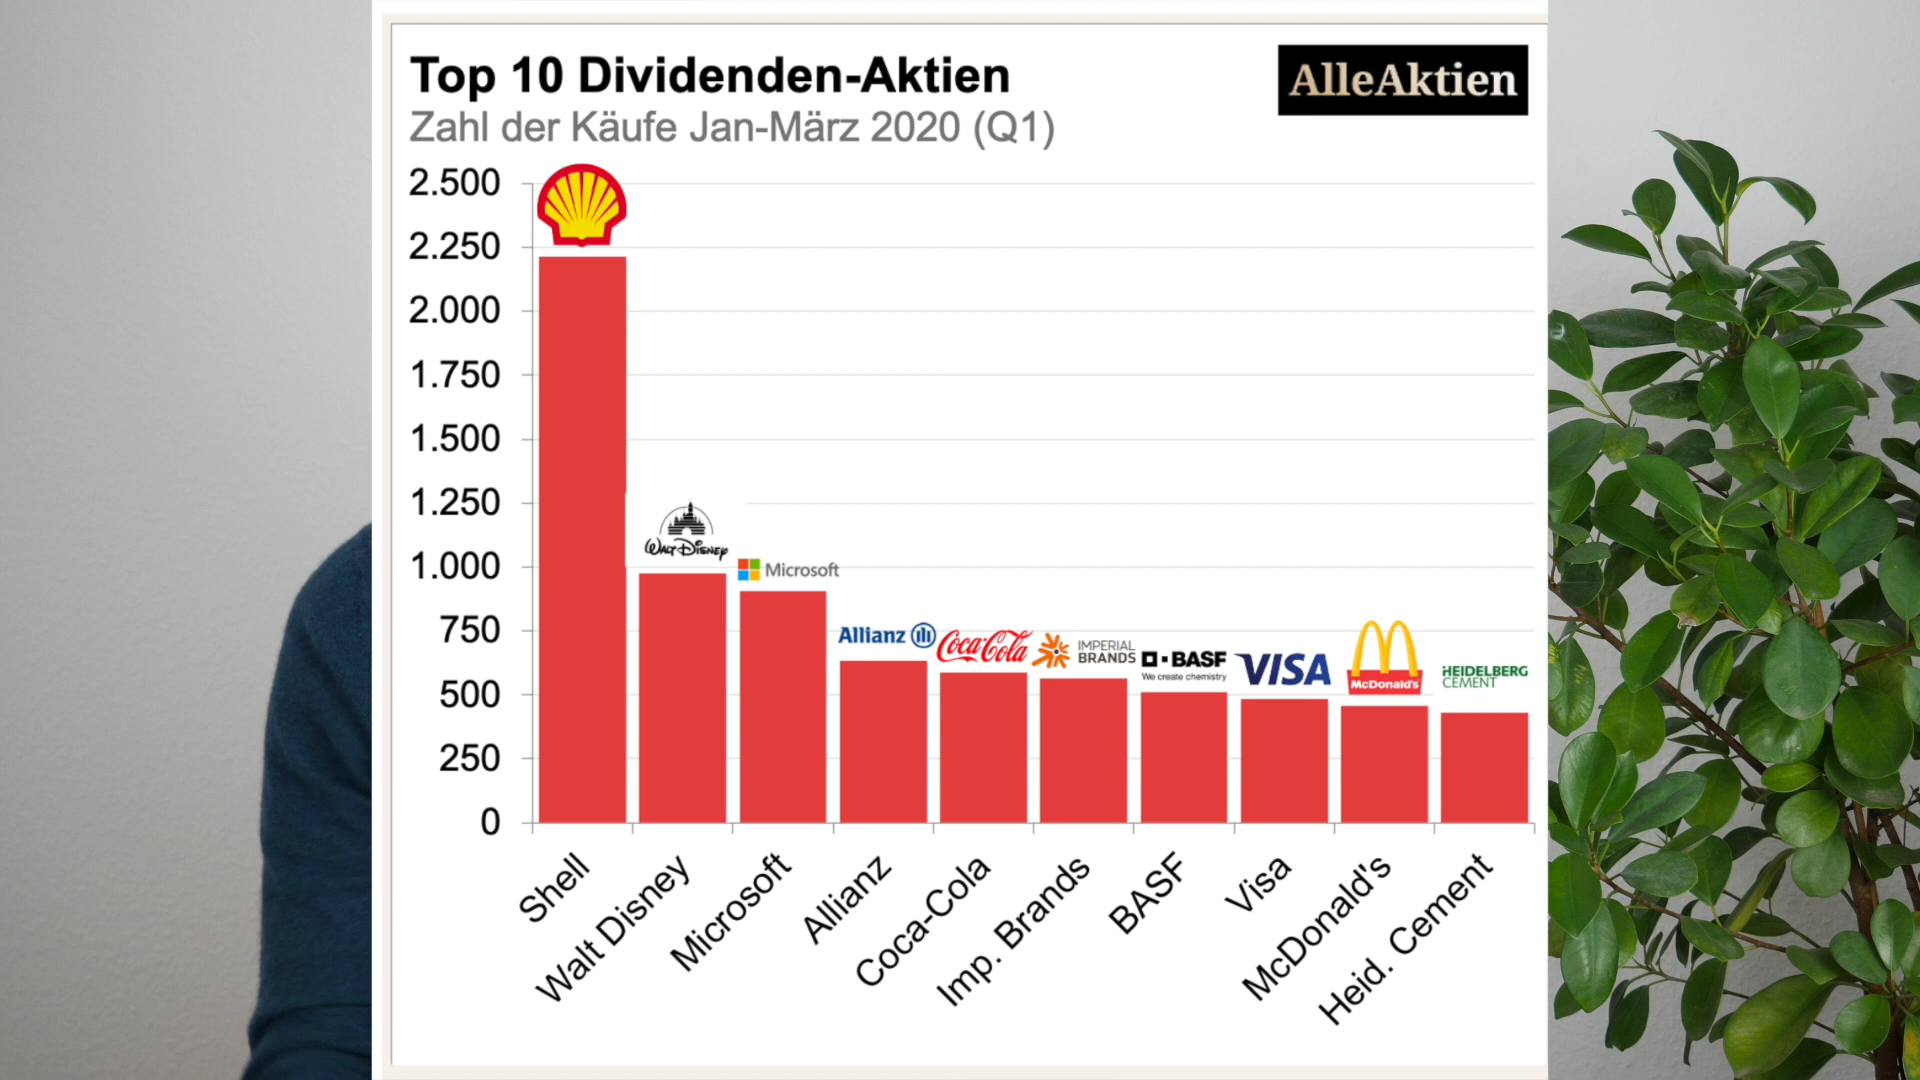 Top 10 Dividenden-Aktien
AlleAktien
Zahl der Käufe Jan-März 2020 (Q1)
2.500
2.250
2.000
1.750
1.500
1.250
1.000
750
500
250
0
WALT DISNEY
Microsoft
Allianz
Coca-Cola
IMPERIAL
BRANDS
BASF
We create chemistry
VISA
McDonald's
HEIDELBERG
CEMENT
Shell
Walt Disney
Microsoft
Allianz
Coca-Cola
Imp. Brands
BASF
Visa
McDonald's
Heid. Cement